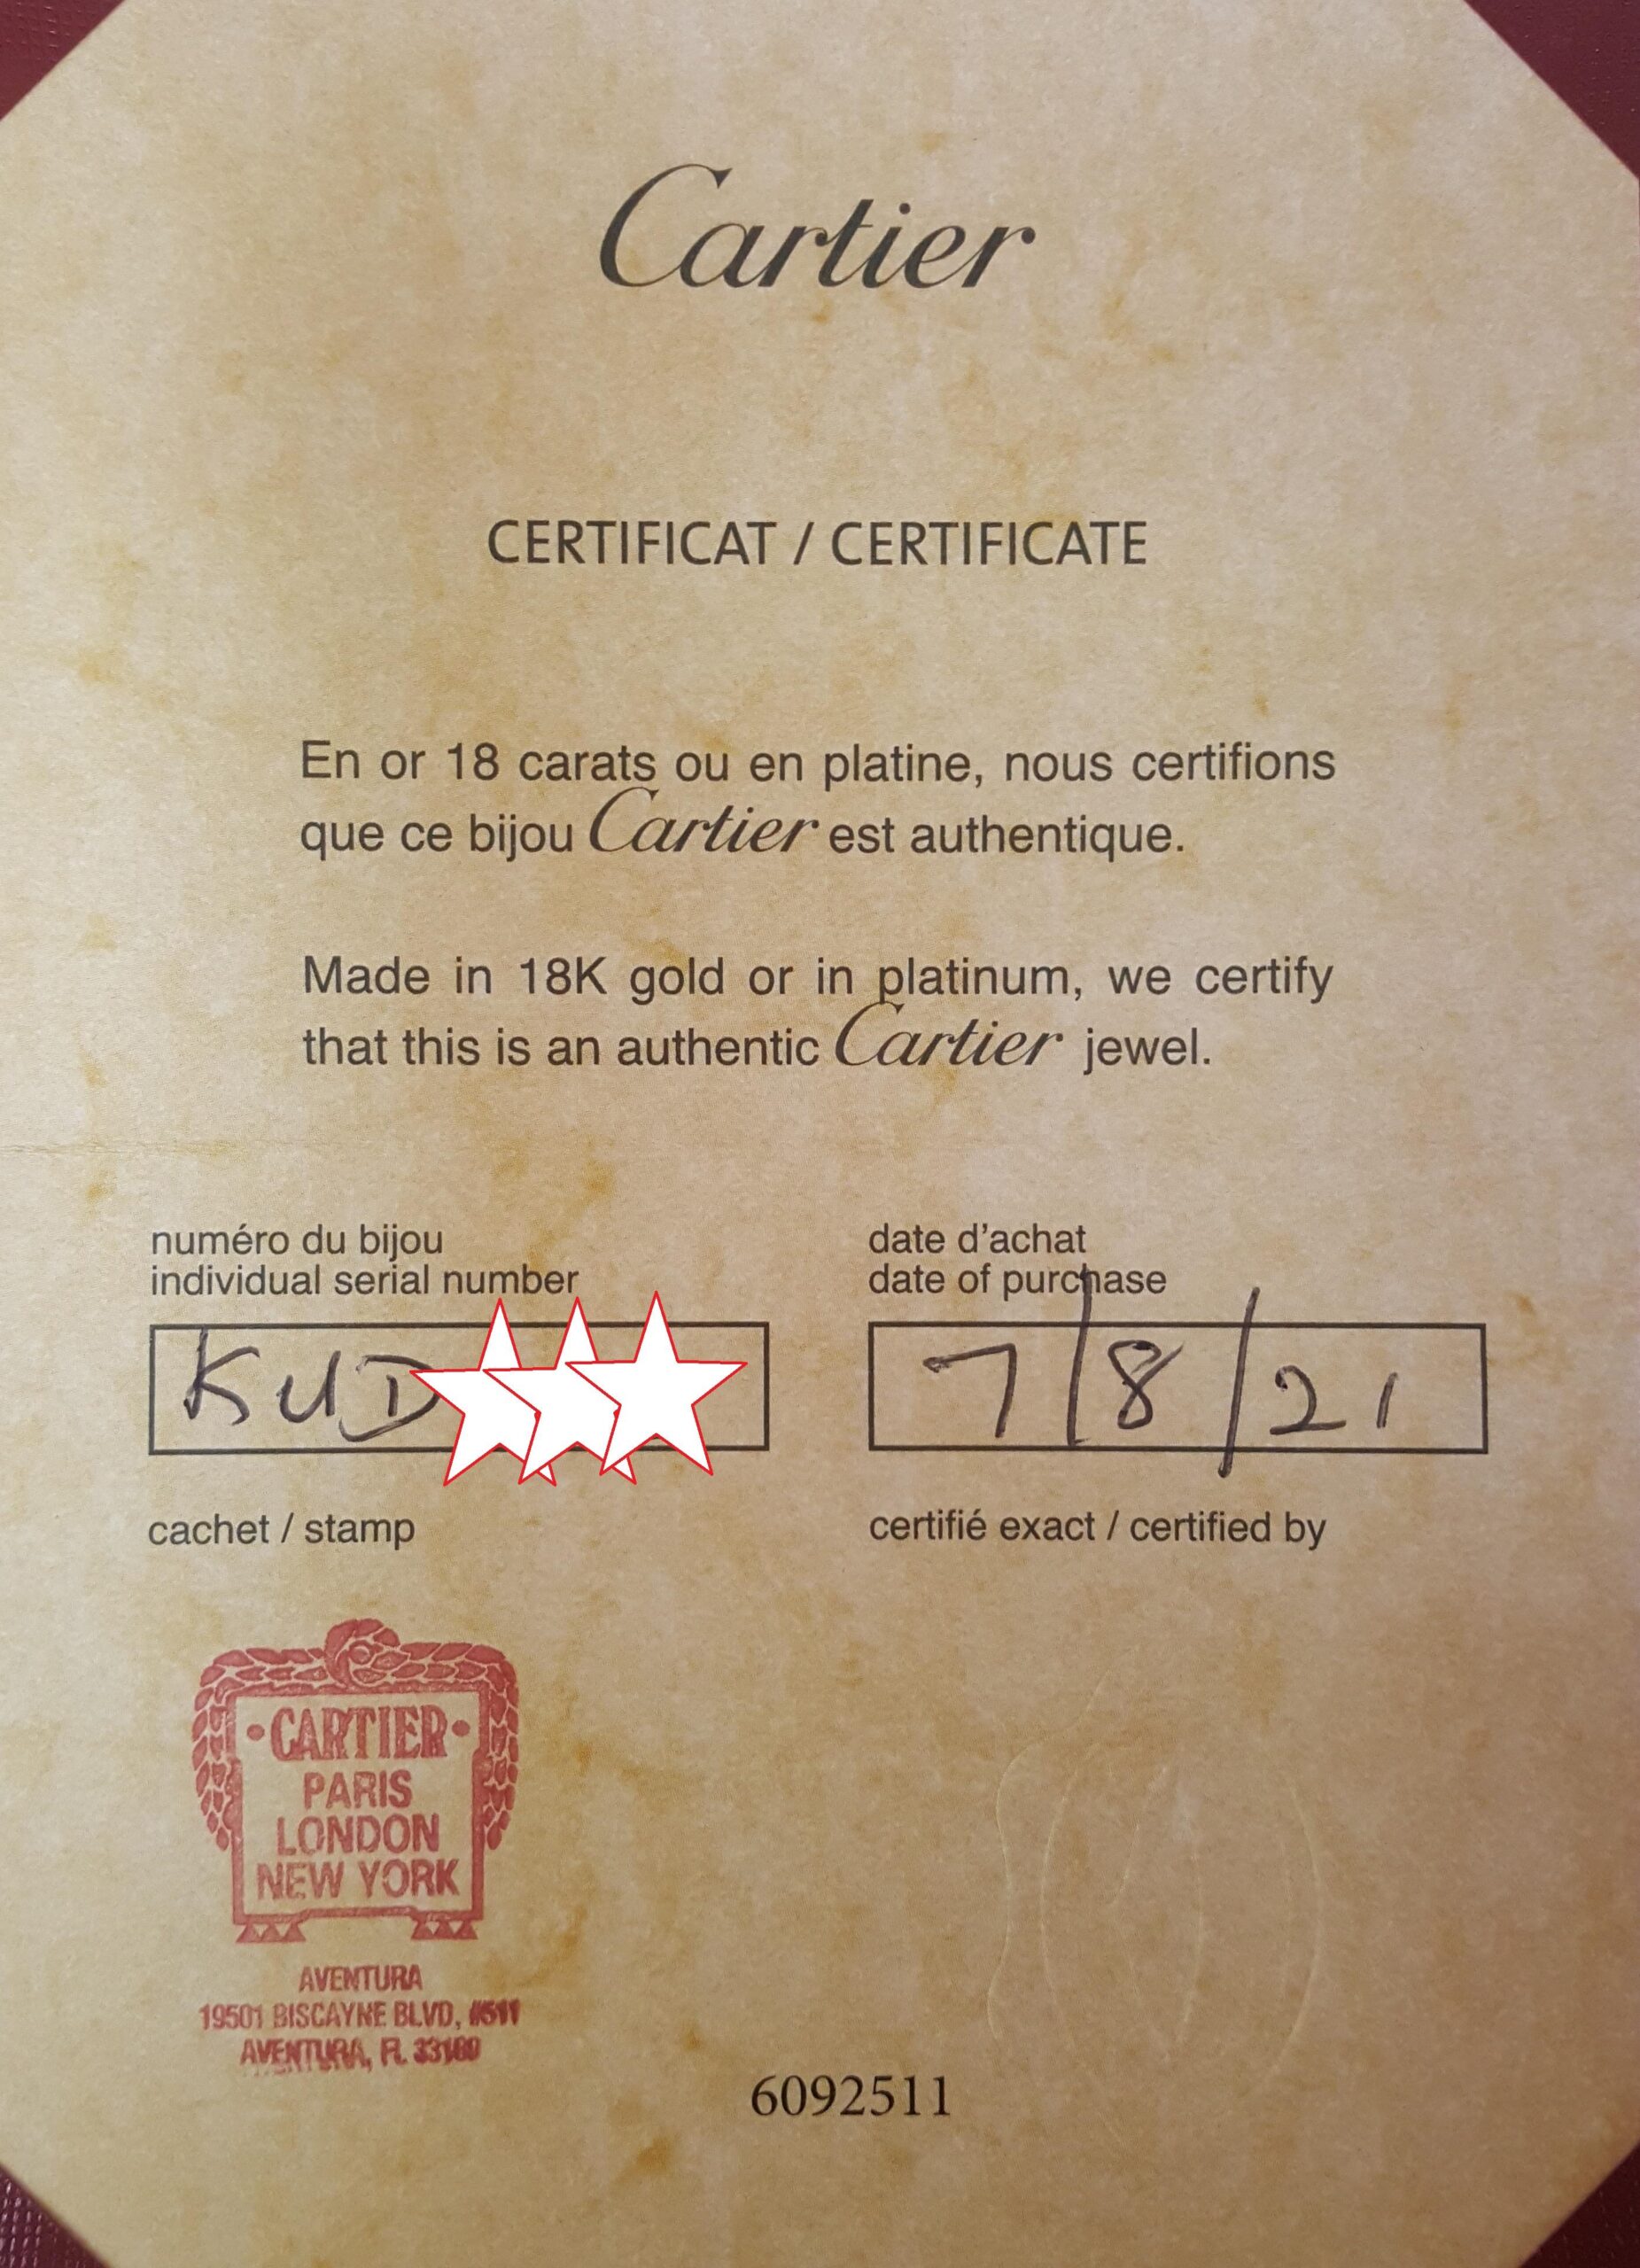 Cartier
CERTIFICAT / CERTIFICATE
En or 18 carats ou en platine, nous certifions
que ce bijou Cartier est authentique.
Made in 18K gold or in platinum, we certify
that this is an authentic Cartier jewel.
numéro du bijou
individual serial number
KUD
date d'achat
date of purchase
7/8/21
cachet / stamp
certifié exact / certified by
•CARTIER•
PARIS
LONDON
NEW YORK
AVENTURA
19501 BISCAYNE BLVD,
AVENTURA, FL 33180
6092511